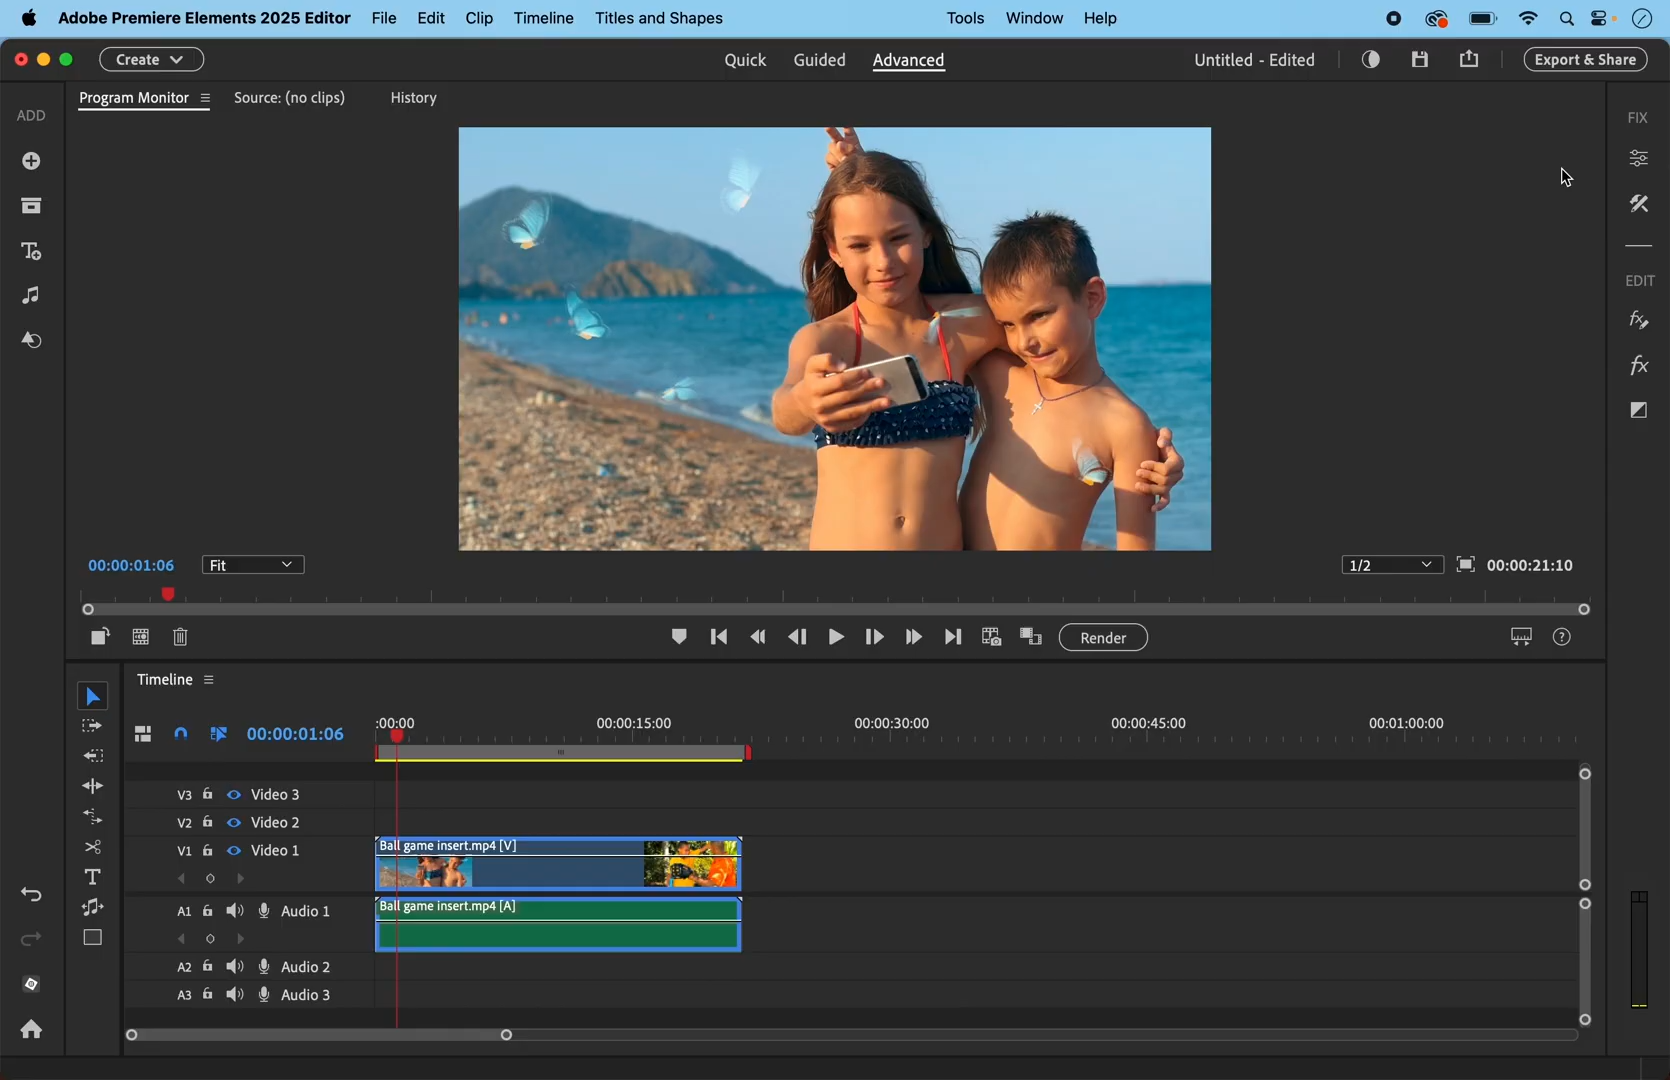 Adobe Premiere Elements 2025 Editor File Edit Clip Timeline Titles and Shapes Tools Window Help
Create Quick Guided Advanced Untitled - Edited Export & Share
ADD Program Monitor Source: (no clips) History FIX
EDIT
00:00:01:06 Fit 1/2 00:00:21:10
Render
Timeline
00:00:01:06 :00:00 00:00:15:00 00:00:30:00 00:00:45:00 00:01:00:00
V3 Video 3
V2 Video 2
V1 Video 1 Ball game insert.mp4 [V]
A1 Audio 1 Ball game insert.mp4 [A]
A2 Audio 2
A3 Audio 3